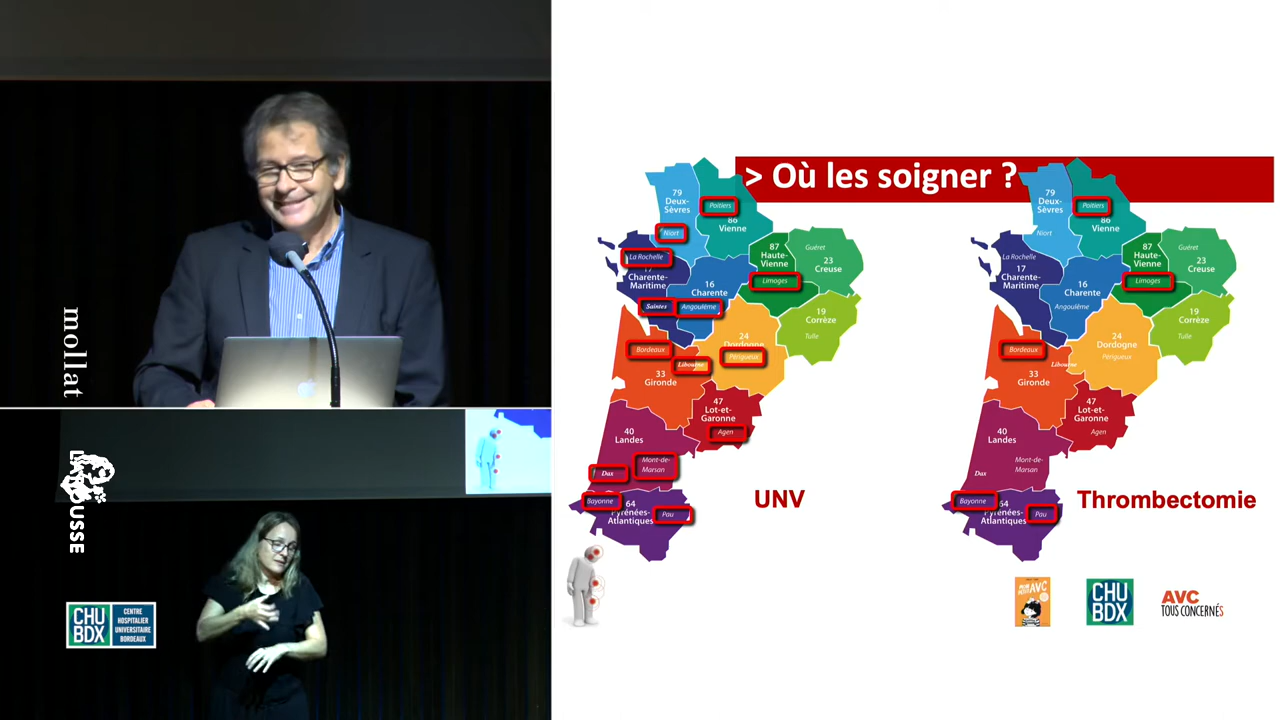 mollat
LAROUSSE
CHU
BDX
CENTRE
HOSPITALIER
UNIVERSITAIRE
BORDEAUX
> Où les soigner ?
79
Deux-
Sèvres
Poitiers
86
Vienne
Niort
La Rochelle
17
Charente-
Maritime
87
Haute-
Vienne
Limoges
Guéret
23
Creuse
16
Charente
Saintes
Angoulême
19
Corrèze
Tulle
24
Dordogne
Périgueux
Bordeaux
Libourne
33
Gironde
47
Lot-et-
Garonne
Agen
40
Landes
Mont-de-
Marsan
Dax
Bayonne
64
Pyrénées-
Atlantiques
Pau
UNV
79
Deux-
Sèvres
Poitiers
86
Vienne
Niort
La Rochelle
17
Charente-
Maritime
87
Haute-
Vienne
Limoges
Guéret
23
Creuse
16
Charente
Angoulême
19
Corrèze
Tulle
24
Dordogne
Périgueux
Bordeaux
Libourne
33
Gironde
47
Lot-et-
Garonne
Agen
40
Landes
Mont-de-
Marsan
Dax
Bayonne
64
Pyrénées-
Atlantiques
Pau
Thrombectomie
AVC
CHU
BDX
AVC
TOUS CONCERNÉS